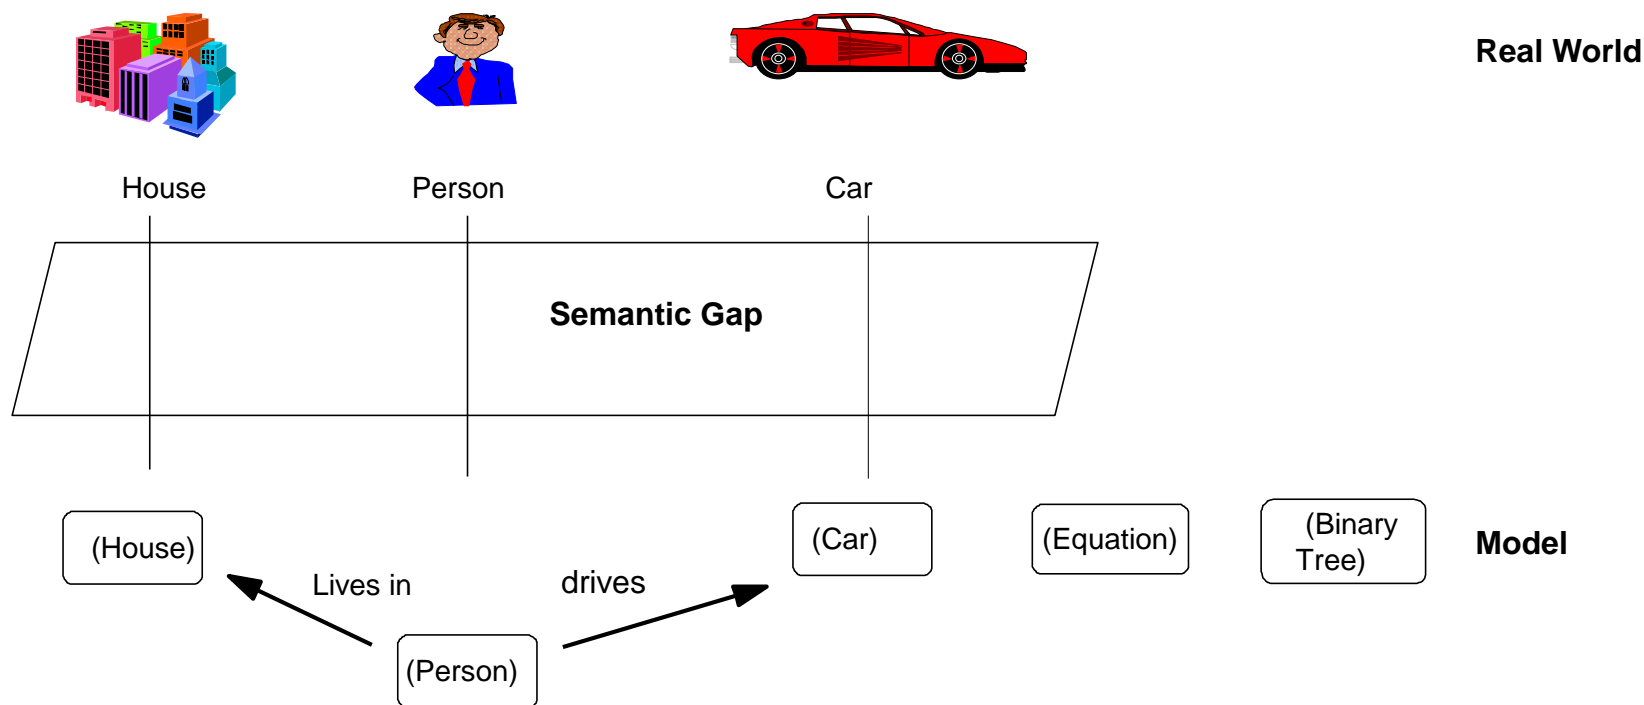 Real World
House
Person
Car
Semantic Gap
(House)
Lives in
drives
(Person)
(Car)
(Equation)
(Binary
Tree)
Model